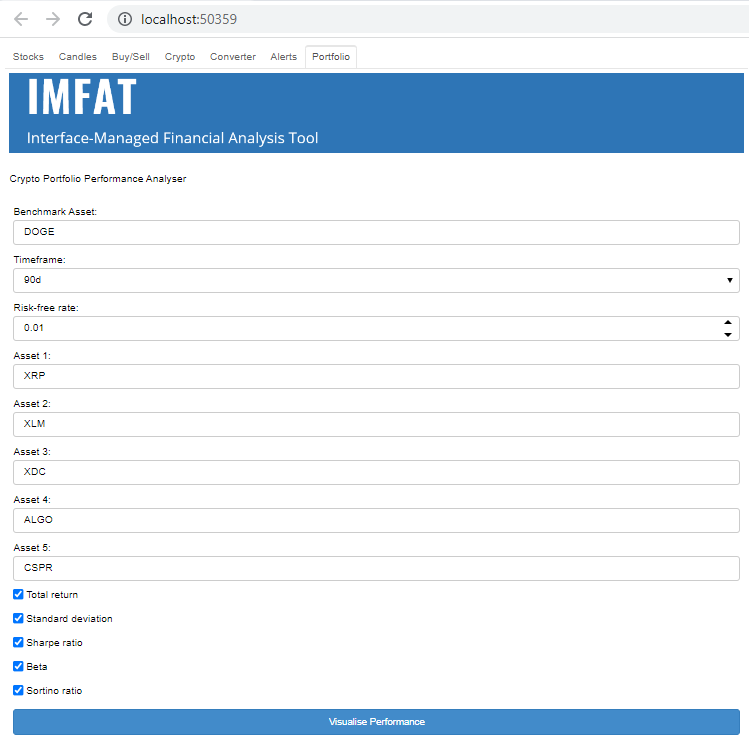 localhost:50359
Stocks Candles Buy/Sell Crypto Converter Alerts Portfolio
IMFAT
Interface-Managed Financial Analysis Tool
Crypto Portfolio Performance Analyser
Benchmark Asset:
DOGE
Timeframe:
90d
Risk-free rate:
0.01
Asset 1:
XRP
Asset 2:
XLM
Asset 3:
XDC
Asset 4:
ALGO
Asset 5:
CSPR
Total return
Standard deviation
Sharpe ratio
Beta
Sortino ratio
Visualise Performance